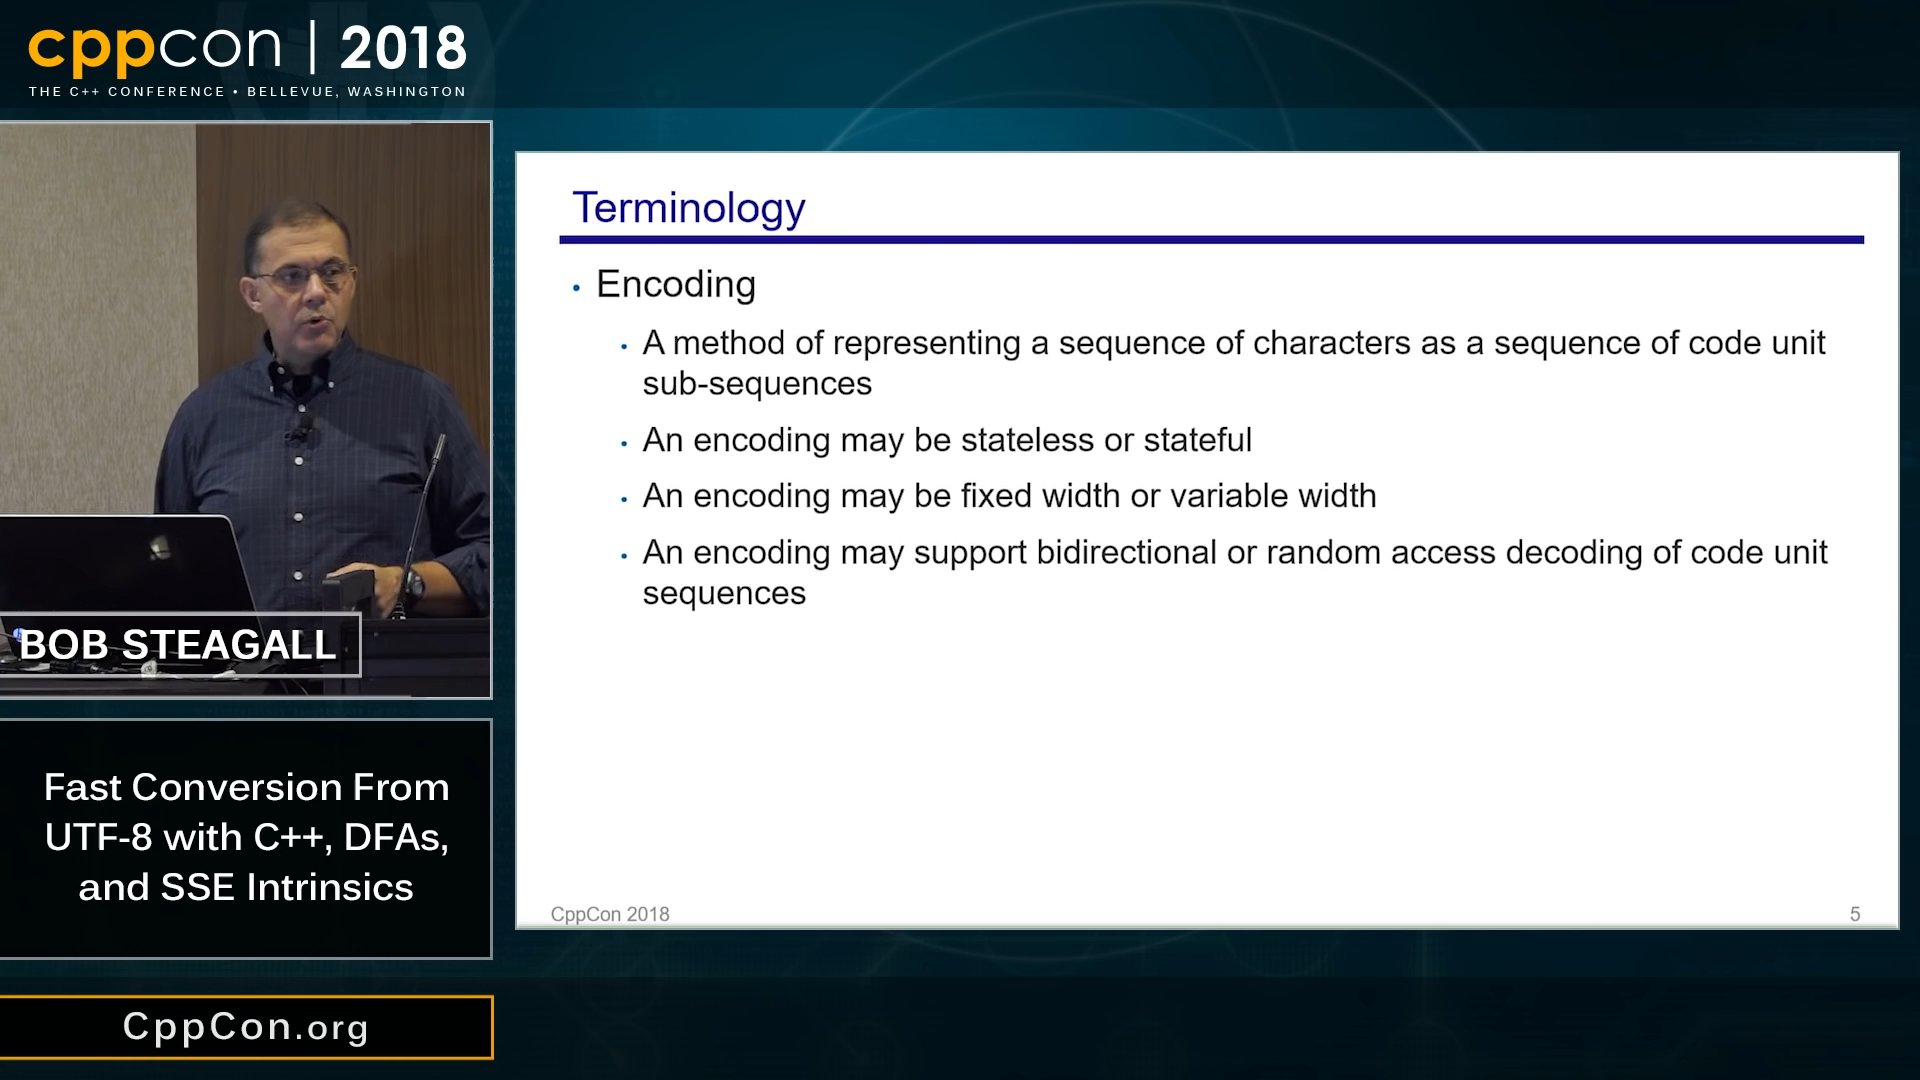 cppcon | 2018
THE C++ CONFERENCE • BELLEVUE, WASHINGTON
BOB STEAGALL
Fast Conversion From
UTF-8 with C++, DFAs,
and SSE Intrinsics
CppCon.org
Terminology
• Encoding
• A method of representing a sequence of characters as a sequence of code unit
sub-sequences
• An encoding may be stateless or stateful
• An encoding may be fixed width or variable width
• An encoding may support bidirectional or random access decoding of code unit
sequences
CppCon 2018
5